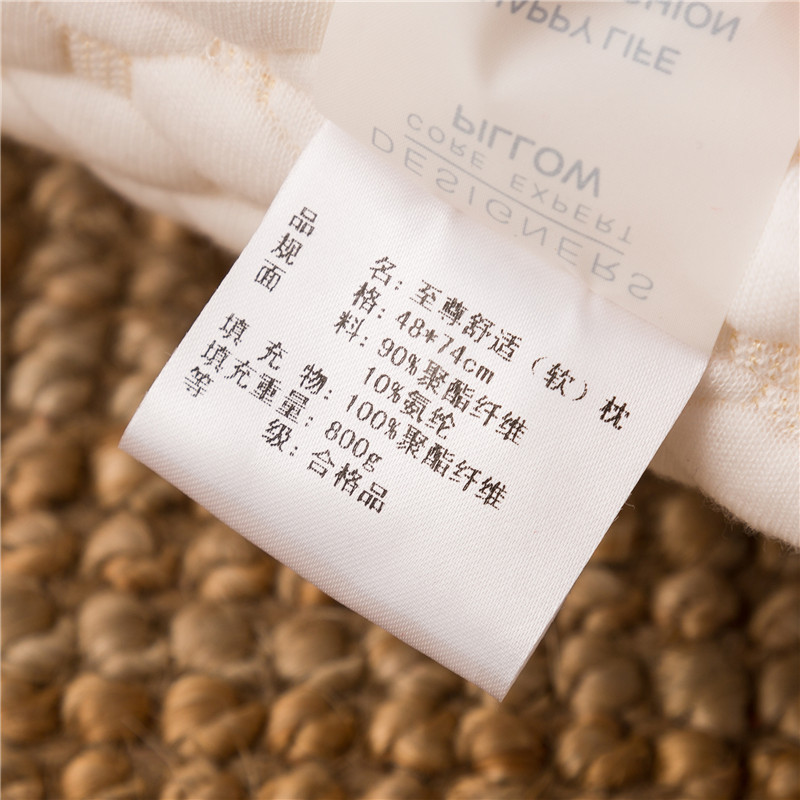 FASHION
HAPPY LIFE
PILLOW
CORE EXPERT
DESIGNERS
品 名：至尊舒适（软）枕
规 格：48*74cm
面 料：90%聚酯纤维
10%氨纶
填 充 物：100%聚酯纤维
填充重量：800g
等 级：合格品